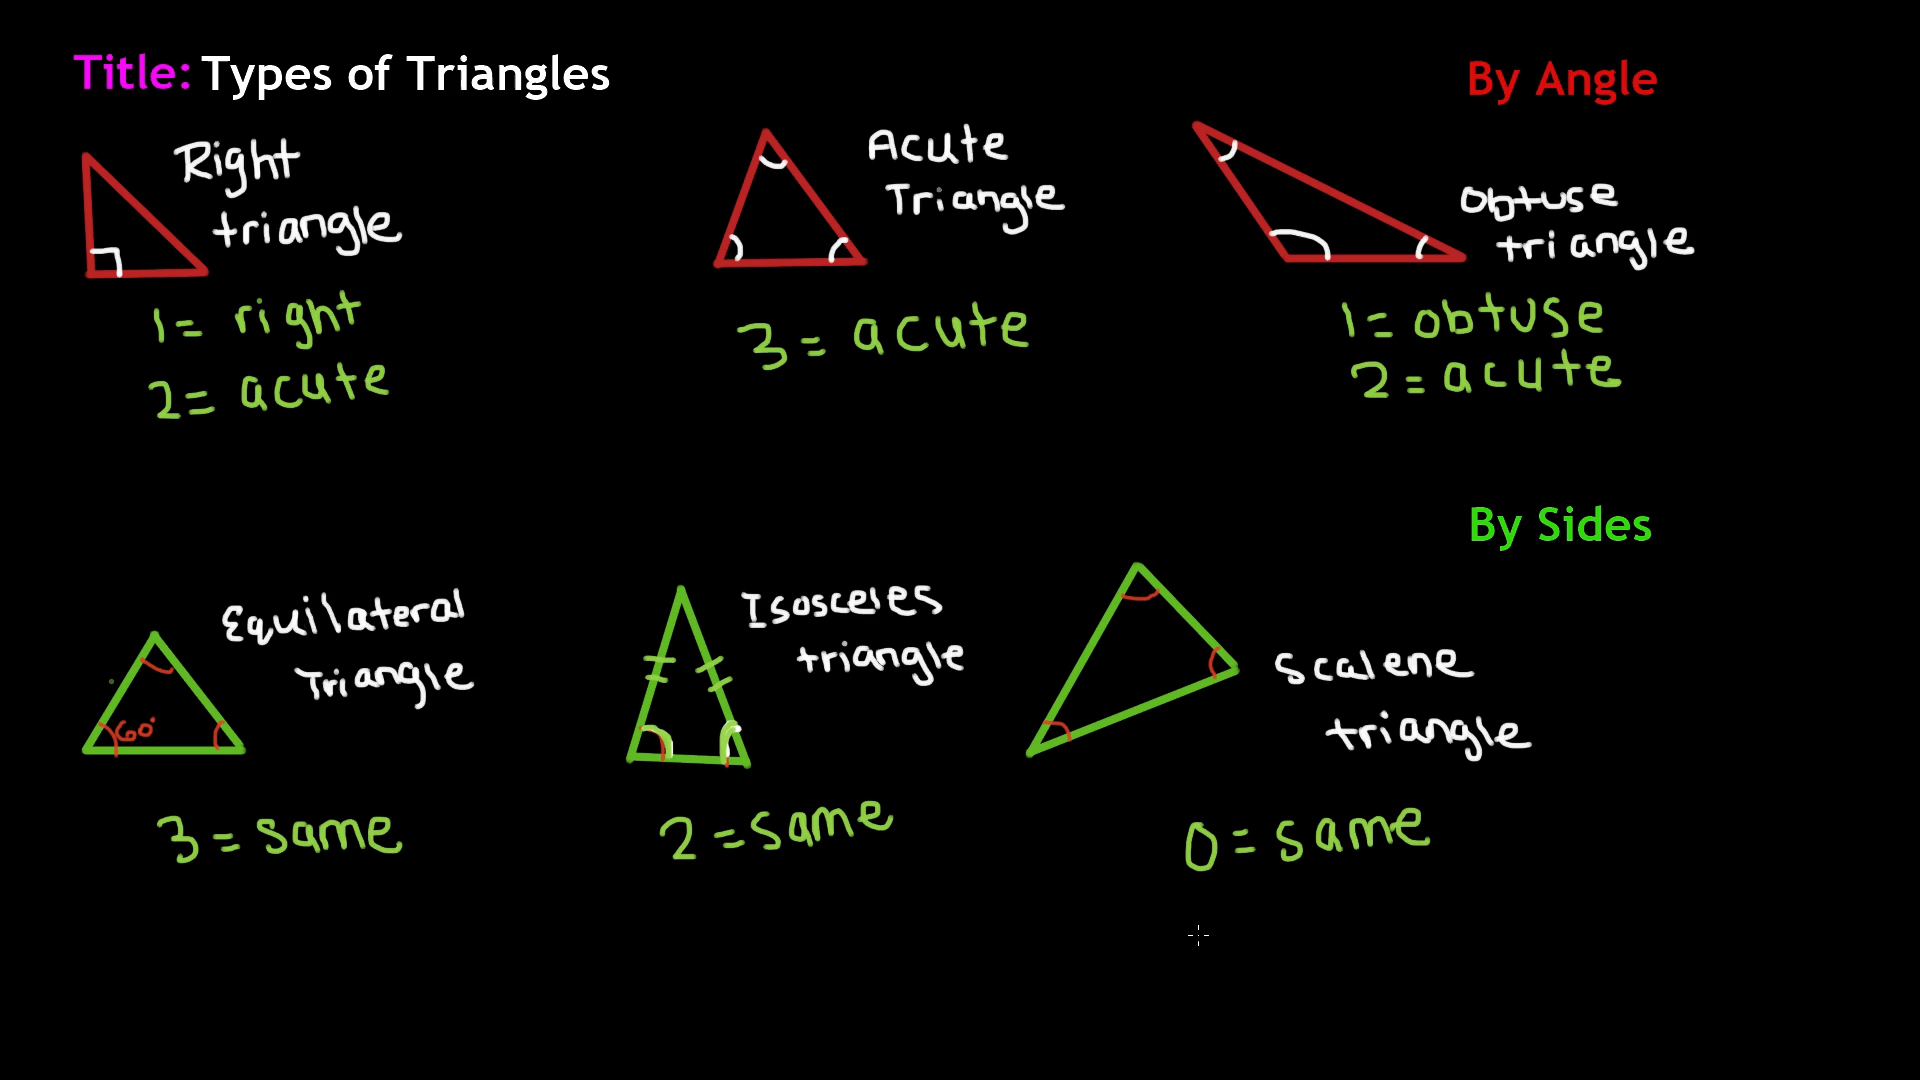 Title: Types of Triangles
By Angle
Right
triangle
1= right
2= acute
Acute
Triangle
3= acute
obtuse
triangle
1= obtuse
2= acute
By Sides
Equilateral
Triangle
60°
3= same
Isosceles
triangle
2= same
Scalene
triangle
0= same